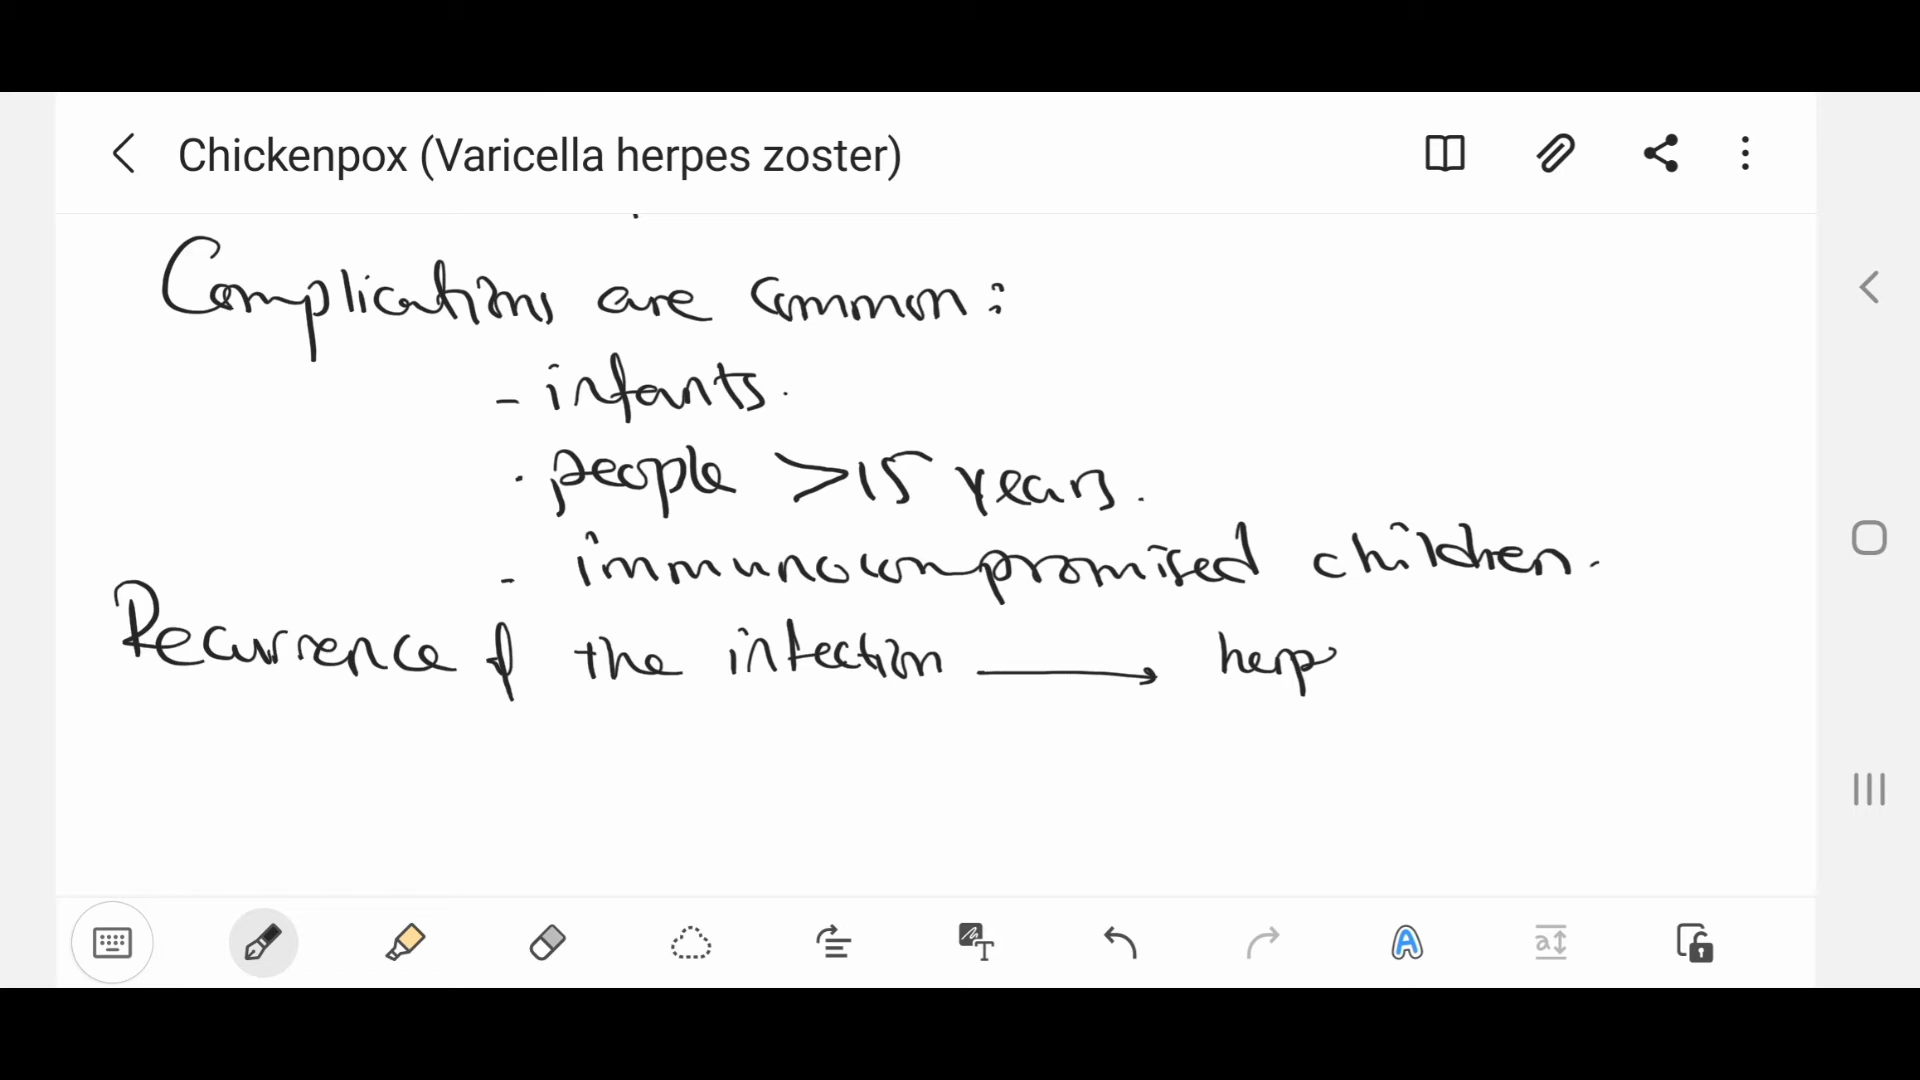 Chickenpox (Varicella herpes zoster)
Complications are common:
- infants.
. people >15 years.
- immunocompromised children.
Recurrence of the infection → herp